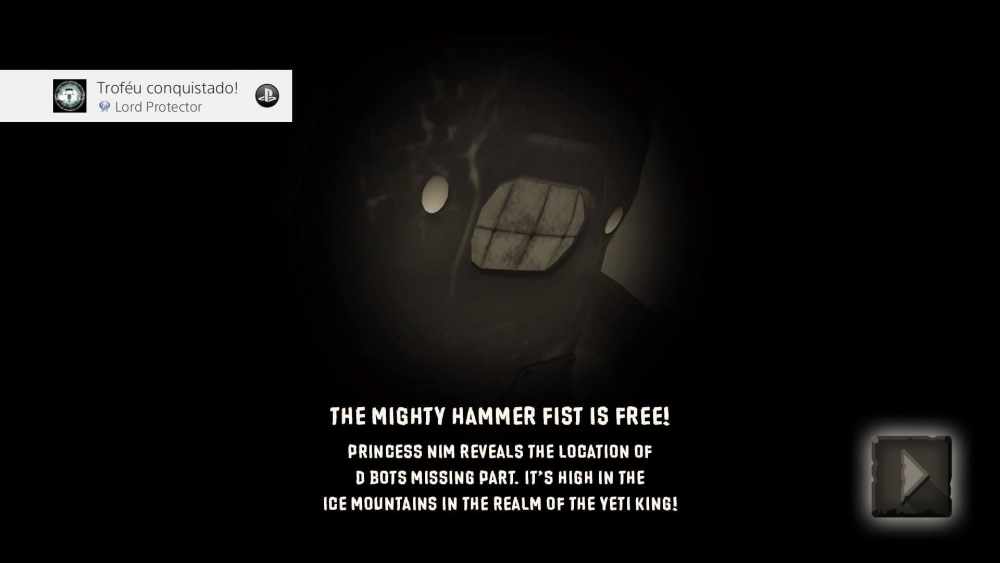 Troféu conquistado!
Lord Protector
THE MIGHTY HAMMER FIST IS FREE!
PRINCESS NIM REVEALS THE LOCATION OF
D BOTS MISSING PART. IT'S HIGH IN THE
ICE MOUNTAINS IN THE REALM OF THE YETI KING!